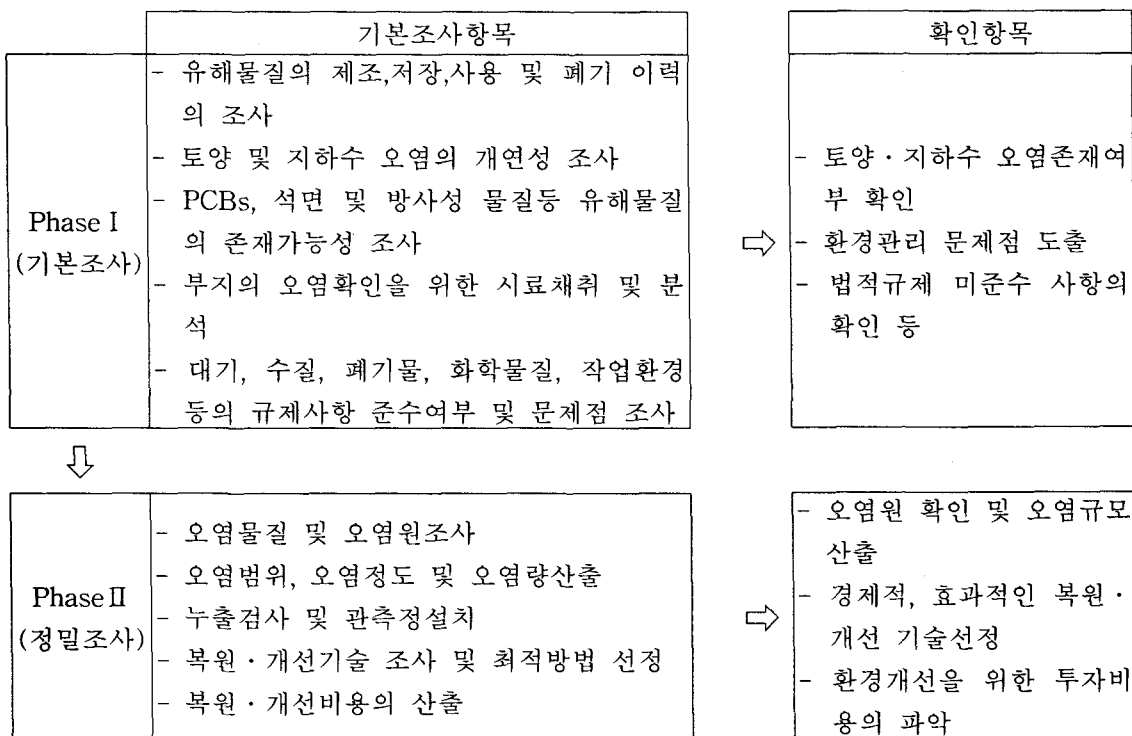 기본조사항목
확인항목
Phase I
(기본조사)
- 유해물질의 제조,저장,사용 및 폐기 이력
의 조사
- 토양 및 지하수 오염의 개연성 조사
- PCBs, 석면 및 방사성 물질등 유해물질
의 존재가능성 조사
- 부지의 오염확인을 위한 시료채취 및 분
석
- 대기, 수질, 폐기물, 화학물질, 작업환경
등의 규제사항 준수여부 및 문제점 조사
⇨
- 토양・지하수 오염존재여
부 확인
- 환경관리 문제점 도출
- 법적규제 미준수 사항의
확인 등
⇩
Phase Ⅱ
(정밀조사)
- 오염물질 및 오염원조사
- 오염범위, 오염정도 및 오염량산출
- 누출검사 및 관측정설치
- 복원・개선기술 조사 및 최적방법 선정
- 복원・개선비용의 산출
⇨
- 오염원 확인 및 오염규모
산출
- 경제적, 효과적인 복원・
개선 기술선정
- 환경개선을 위한 투자비
용의 파악